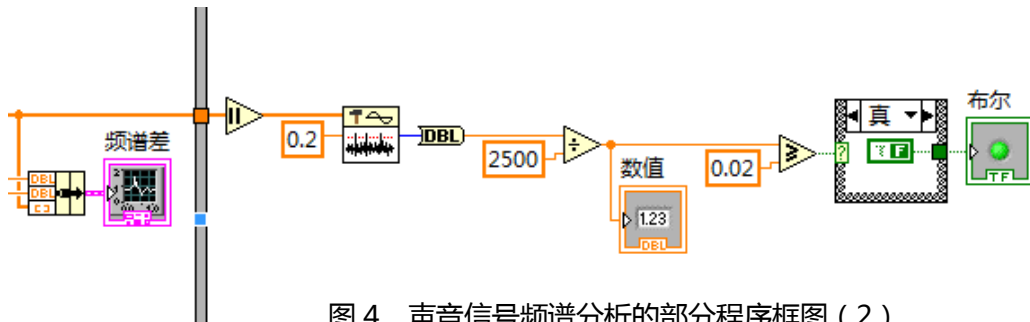 频谱差
DBL
DBL
0.2
DBL
2500
数值
1.23
DBL
0.02
真
?
F
布尔
TF
图 4 声音信号频谱分析的部分程序框图（2）